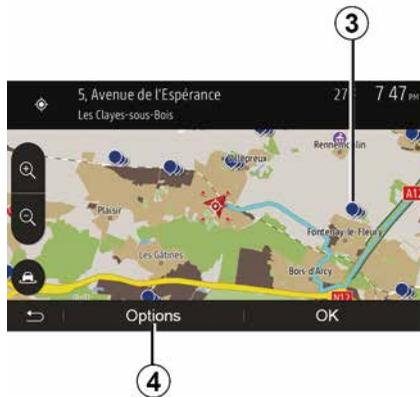 3
5, Avenue de l'Espérance
27
7 47 PM
Les Clayes-sous-Bois
Rennemoulin
Villepreux
A12
Plaisir
Fontenay-le-Fleury
Les Gâtines
Bois-d'Arcy
N12
Options
OK
4